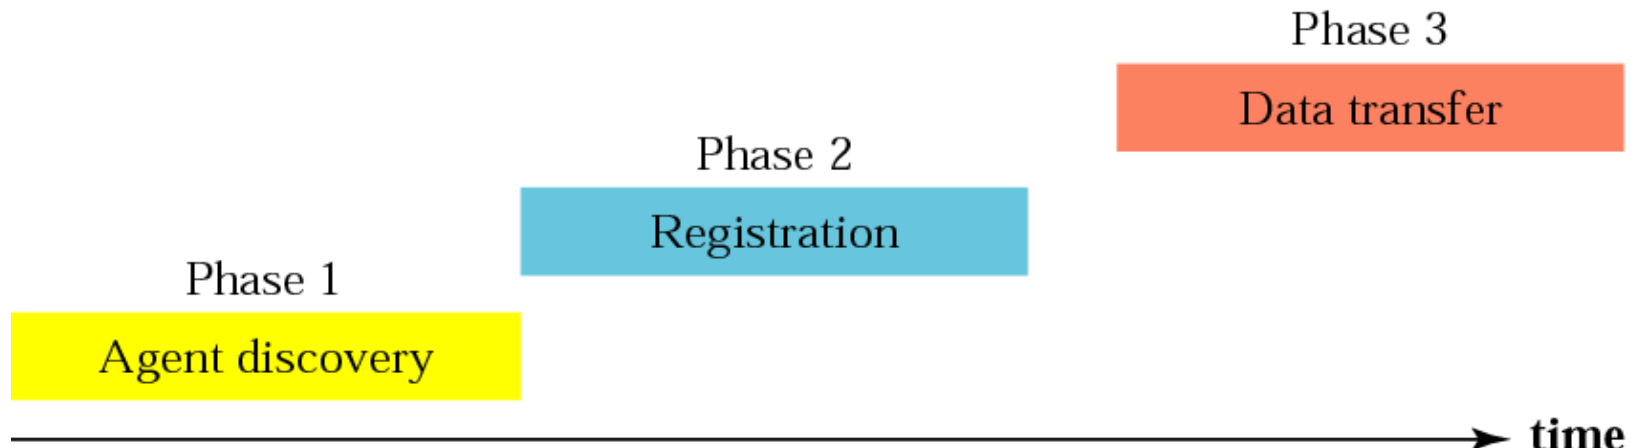 Phase 3
Data transfer
Phase 2
Registration
Phase 1
Agent discovery
time